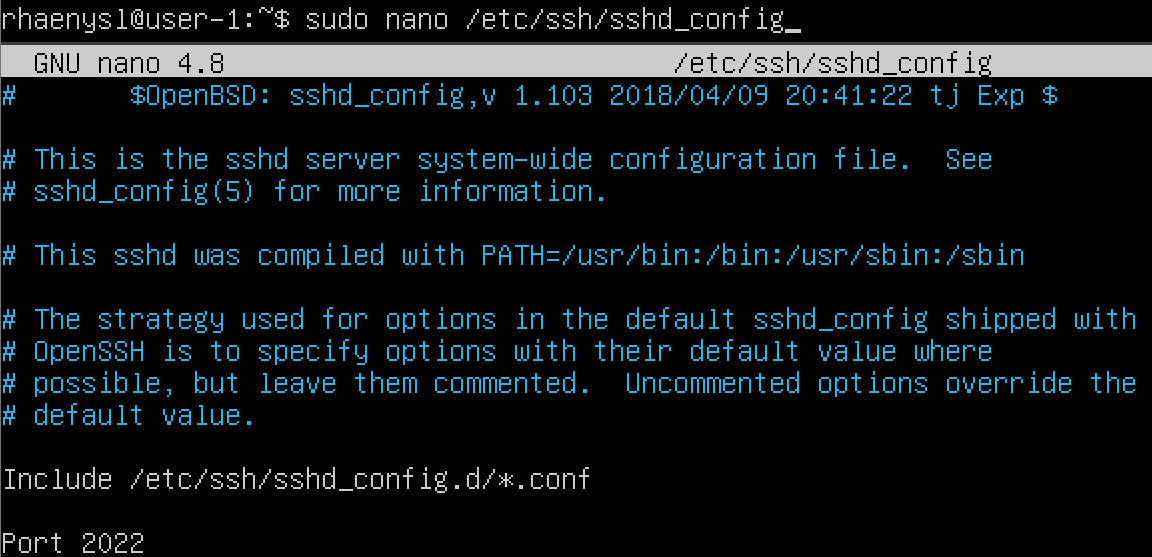 rhaenysl@user-1:~$ sudo nano /etc/ssh/sshd_config_
GNU nano 4.8 /etc/ssh/sshd_config
# $OpenBSD: sshd_config,v 1.103 2018/04/09 20:41:22 tj Exp $
# This is the sshd server system-wide configuration file. See
# sshd_config(5) for more information.
# This sshd was compiled with PATH=/usr/bin:/bin:/usr/sbin:/sbin
# The strategy used for options in the default sshd_config shipped with
# OpenSSH is to specify options with their default value where
# possible, but leave them commented. Uncommented options override the
# default value.
Include /etc/ssh/sshd_config.d/*.conf
Port 2022